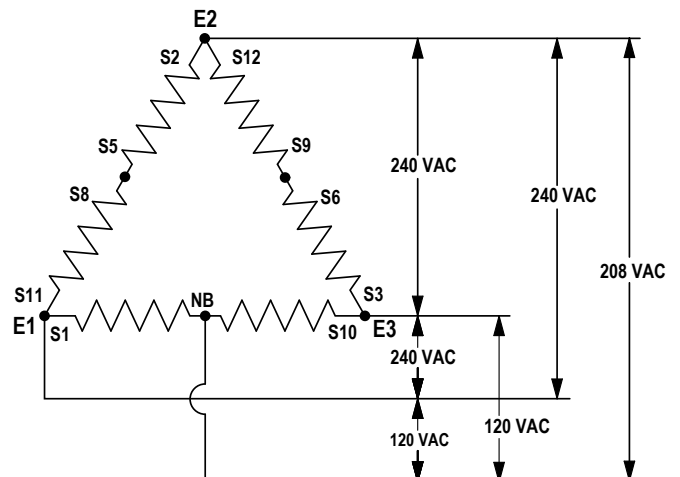 E2
S2
S12
S5
S9
240 VAC
S8
S6
240 VAC
208 VAC
S11
S3
NB
E1
S1
S10
E3
240 VAC
120 VAC
120 VAC